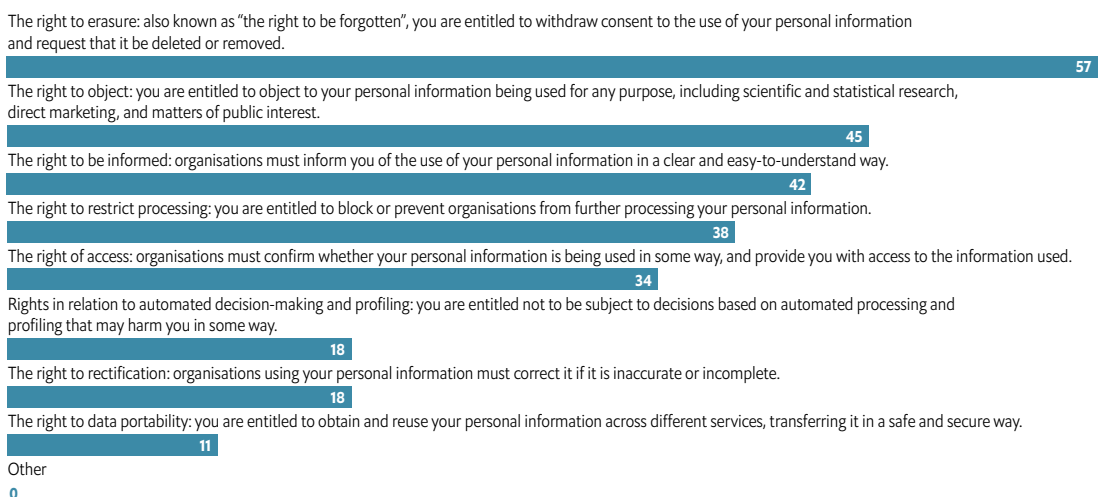 The right to erasure: also known as “the right to be forgotten”, you are entitled to withdraw consent to the use of your personal information
and request that it be deleted or removed.
57
The right to object: you are entitled to object to your personal information being used for any purpose, including scientific and statistical research,
direct marketing, and matters of public interest.
45
The right to be informed: organisations must inform you of the use of your personal information in a clear and easy-to-understand way.
42
The right to restrict processing: you are entitled to block or prevent organisations from further processing your personal information.
38
The right of access: organisations must confirm whether your personal information is being used in some way, and provide you with access to the information used.
34
Rights in relation to automated decision-making and profiling: you are entitled not to be subject to decisions based on automated processing and
profiling that may harm you in some way.
18
The right to rectification: organisations using your personal information must correct it if it is inaccurate or incomplete.
18
The right to data portability: you are entitled to obtain and reuse your personal information across different services, transferring it in a safe and secure way.
11
Other
0